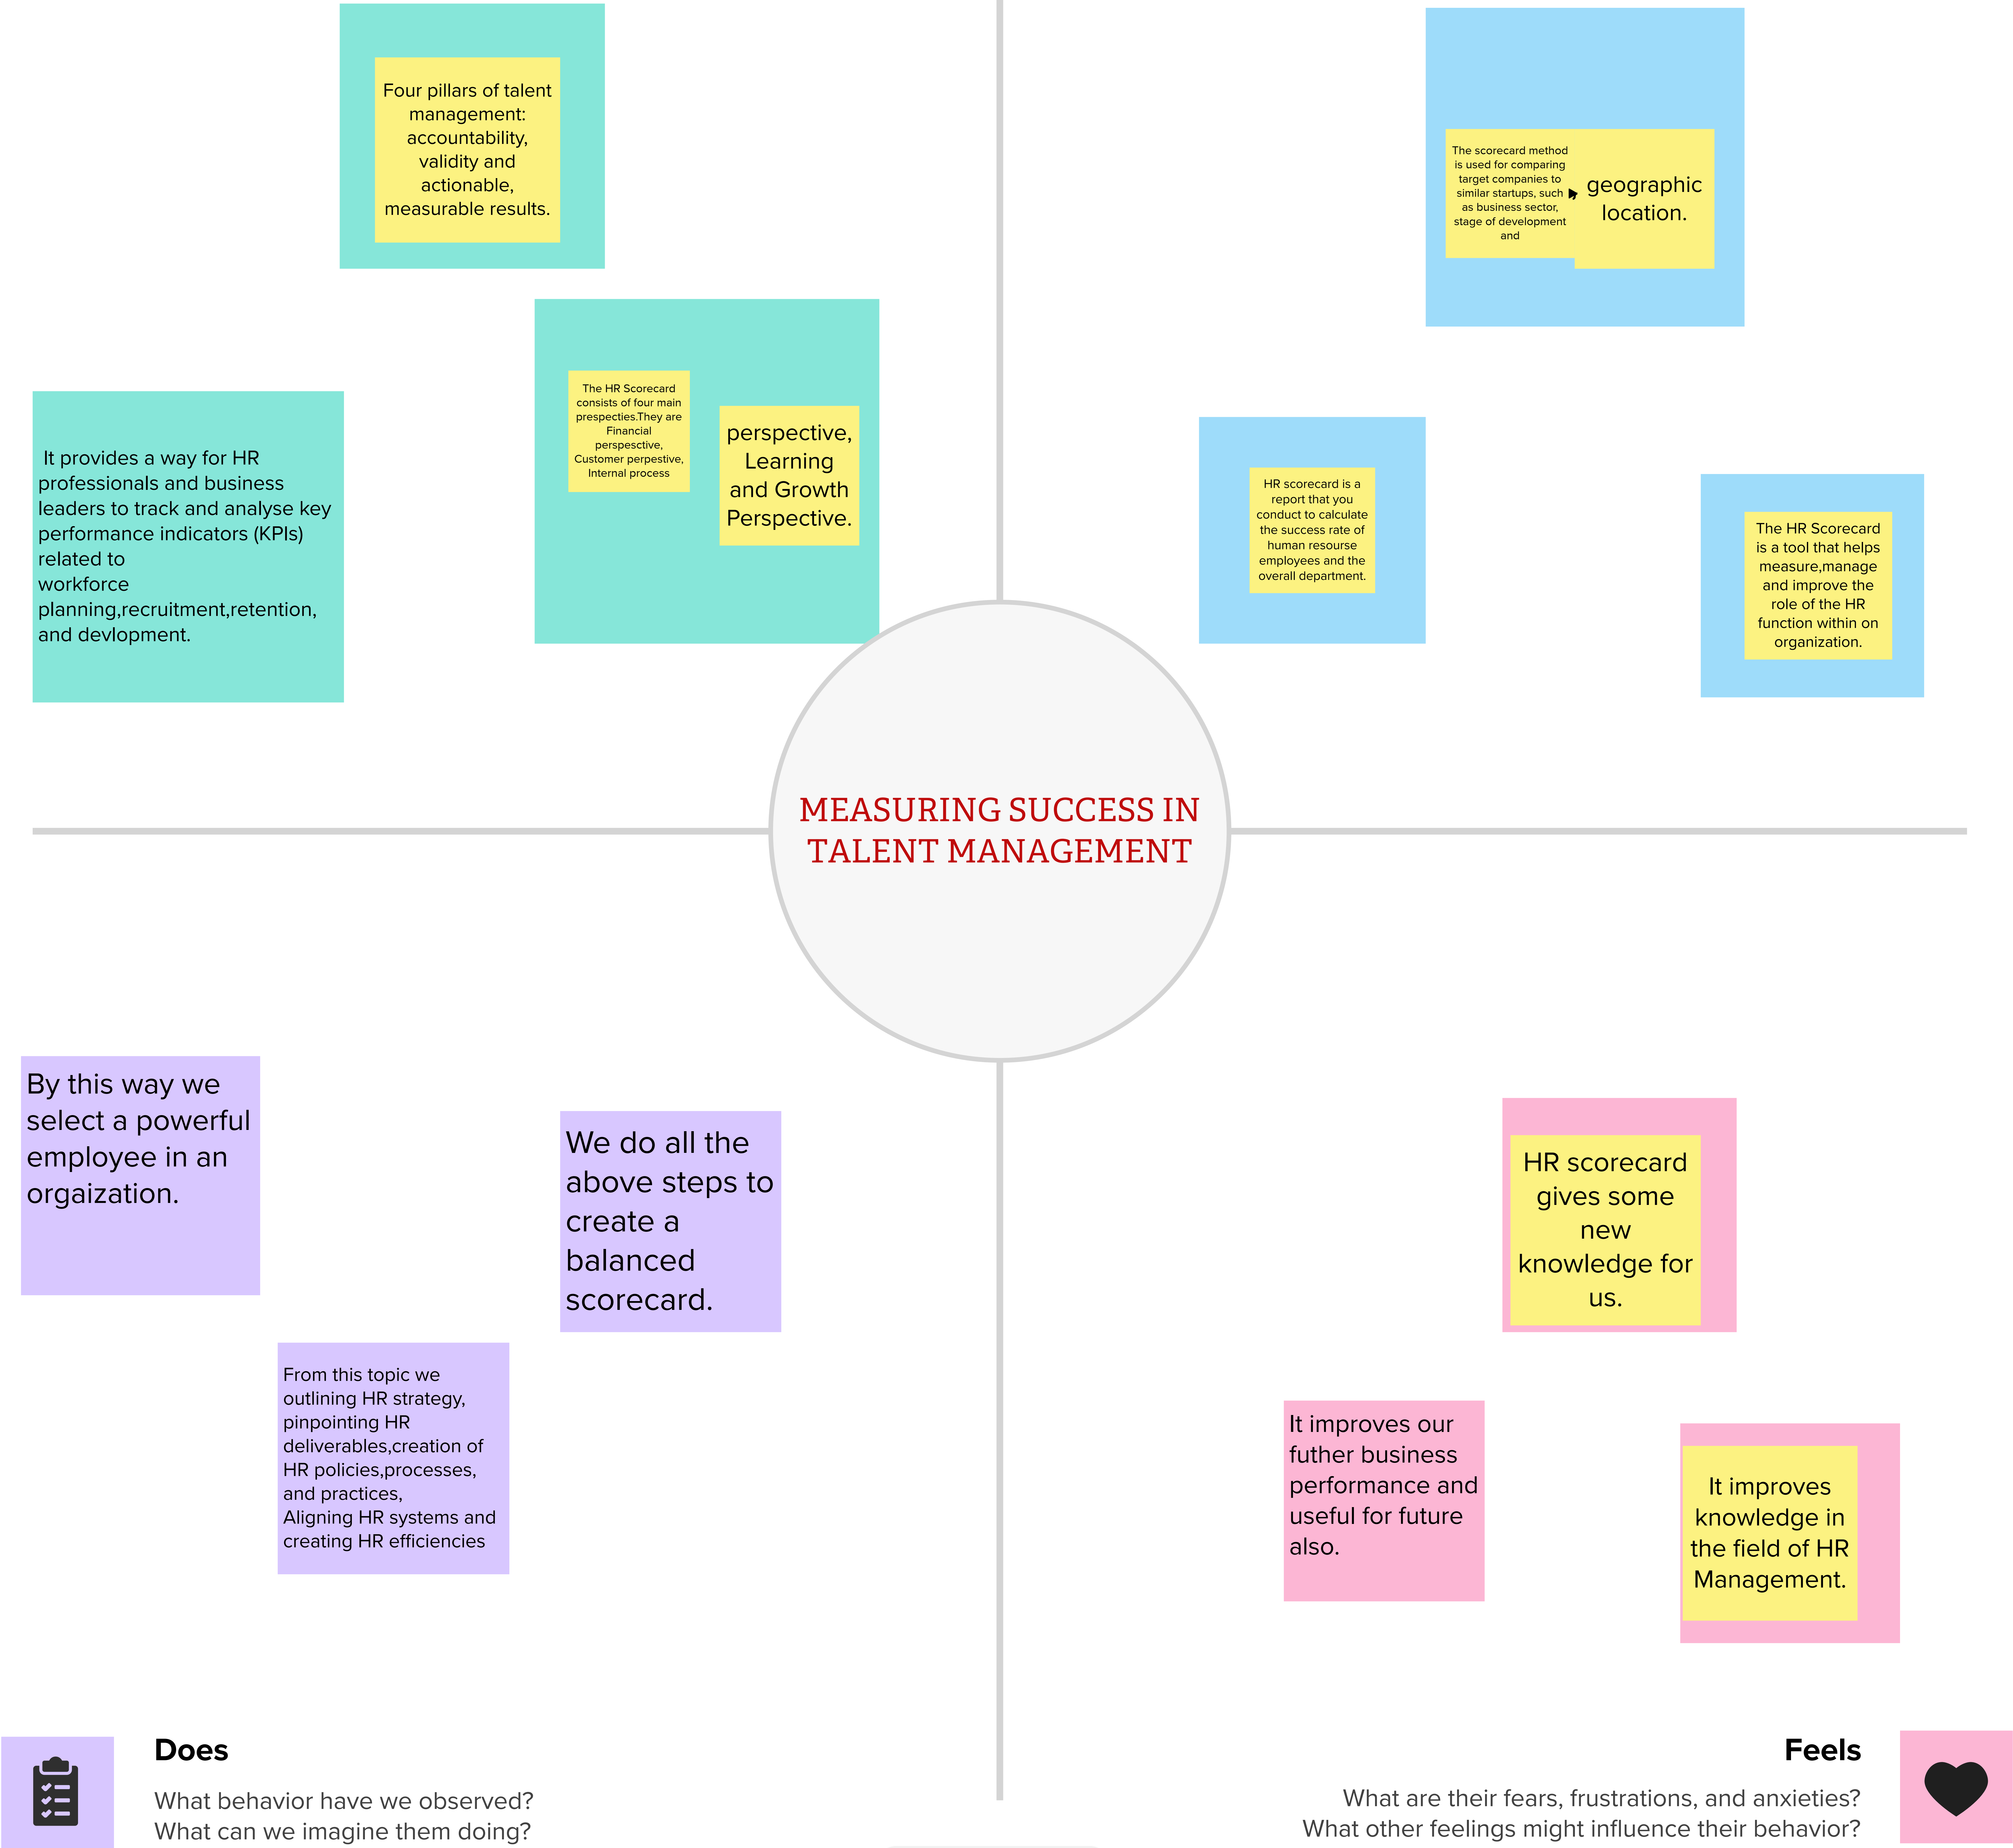 Four pillars of talent
management:
accountability,
validity and
actionable,
measurable results.
The HR Scorecard
consists of four main
prespecties.They are
Financial
perspesctive,
Customer perpestive,
Internal process
perspective,
Learning
and Growth
Perspective.
It provides a way for HR
professionals and business
leaders to track and analyse key
performance indicators (KPIs)
related to
workforce
planning,recruitment,retention,
and devlopment.
The scorecard method
is used for comparing
target companies to
similar startups, such
as business sector,
stage of development
and
geographic
location.
HR scorecard is a
report that you
conduct to calculate
the success rate of
human resourse
employees and the
overall department.
The HR Scorecard
is a tool that helps
measure,manage
and improve the
role of the HR
function within on
organization.
MEASURING SUCCESS IN
TALENT MANAGEMENT
By this way we
select a powerful
employee in an
orgaization.
We do all the
above steps to
create a
balanced
scorecard.
From this topic we
outlining HR strategy,
pinpointing HR
deliverables,creation of
HR policies,processes,
and practices,
Aligning HR systems and
creating HR efficiencies
HR scorecard
gives some
new
knowledge for
us.
It improves our
futher business
performance and
useful for future
also.
It improves
knowledge in
the field of HR
Management.
Does
What behavior have we observed?
What can we imagine them doing?
Feels
What are their fears, frustrations, and anxieties?
What other feelings might influence their behavior?